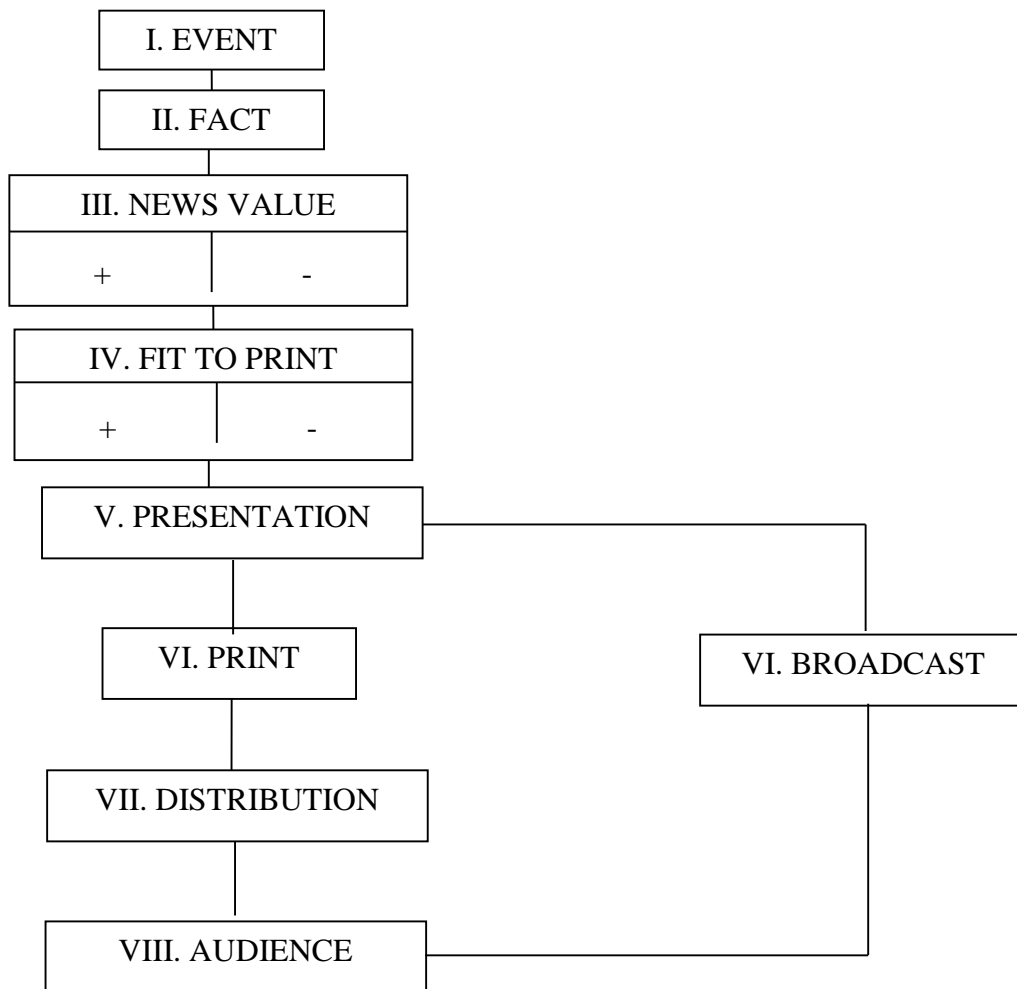 I. EVENT
II. FACT
III. NEWS VALUE
+ -
IV. FIT TO PRINT
+ -
V. PRESENTATION
VI. PRINT
VI. BROADCAST
VII. DISTRIBUTION
VIII. AUDIENCE